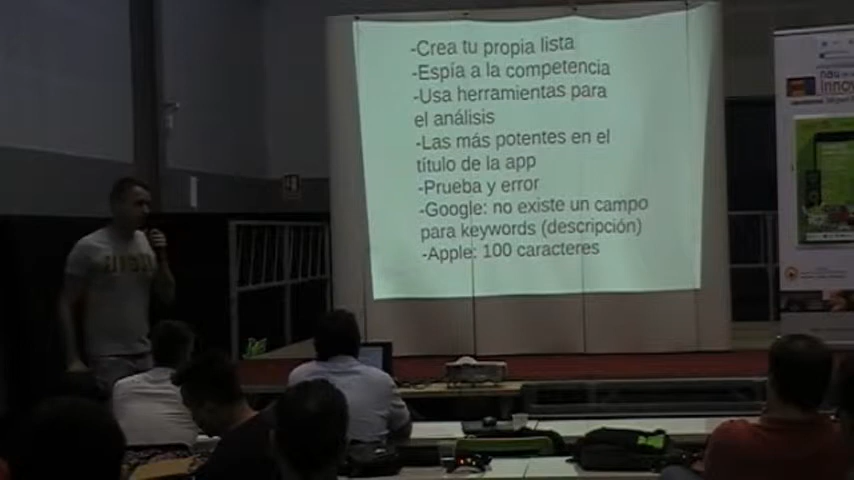 -Crea tu propia lista
-Espía a la competencia
-Usa herramientas para
el análisis
-Las más potentes en el
título de la app
-Prueba y error
-Google: no existe un campo
para keywords (descripción)
-Apple: 100 caracteres